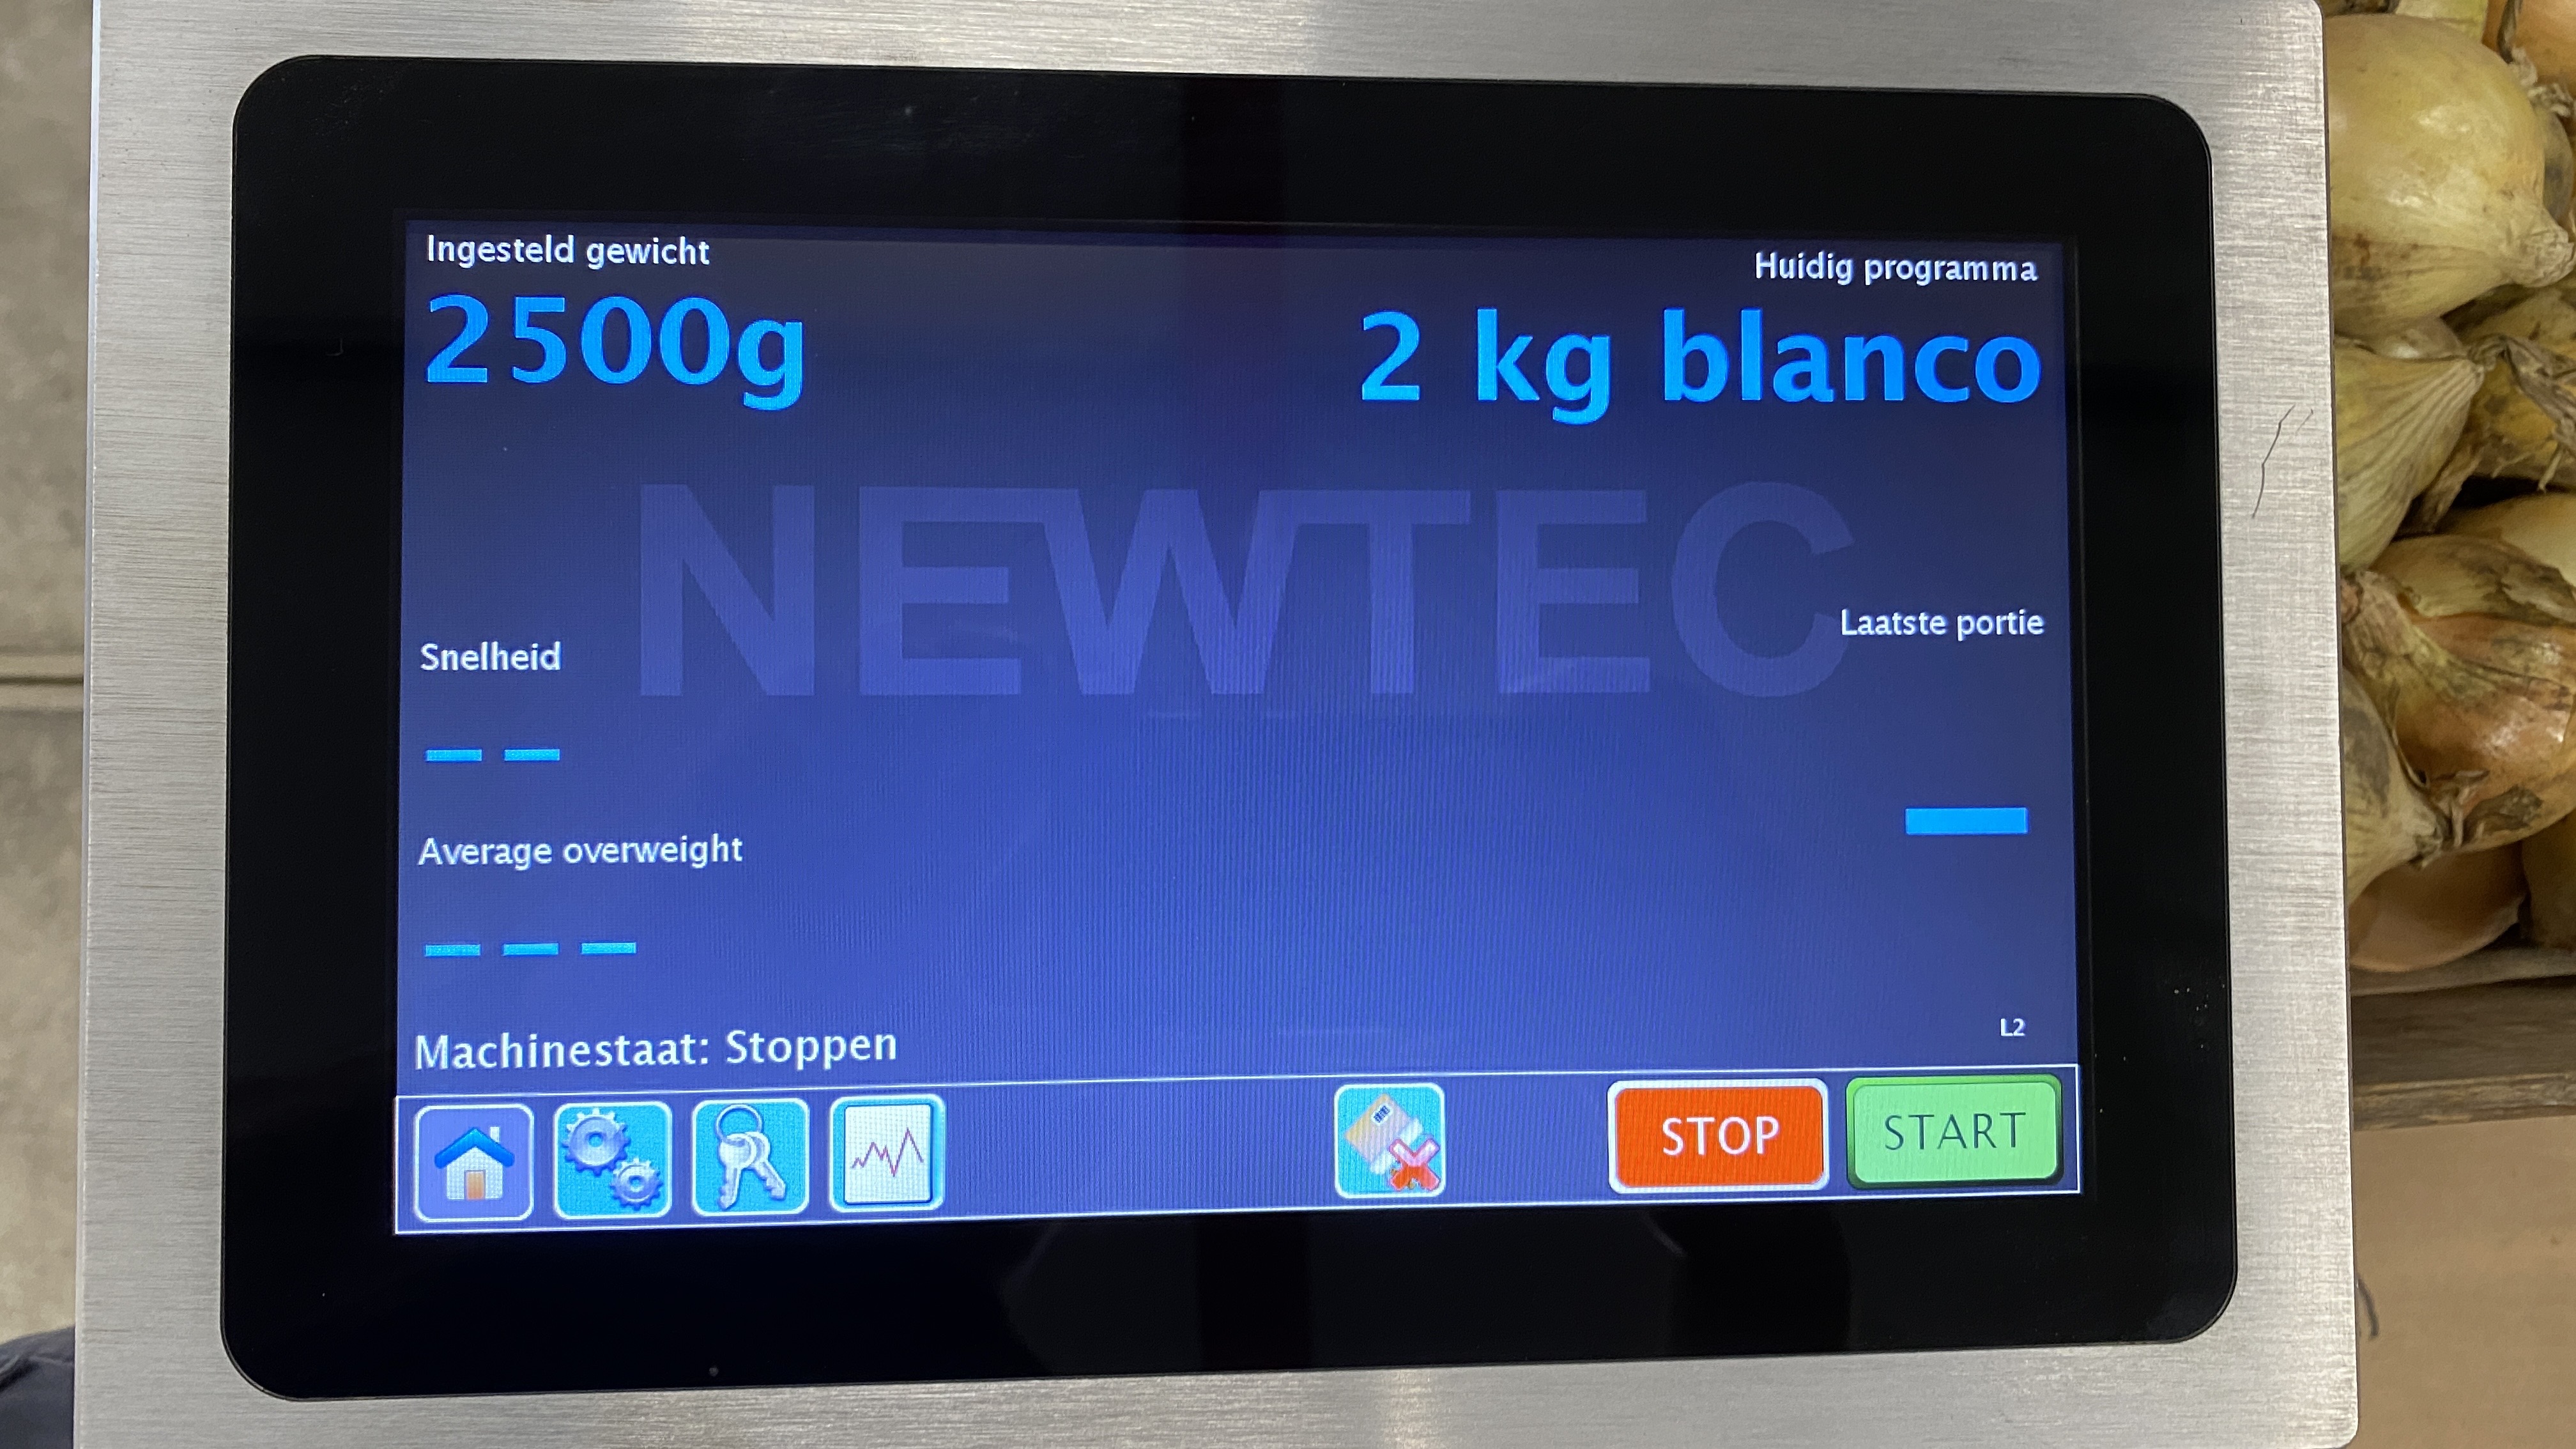 Ingesteld gewicht
2500g
Huidig programma
2 kg blanco
NEWTEC
Snelheid
-- 
Laatste portie
-
Average overweight
---
Machinestaat: Stoppen
L2
STOP
START